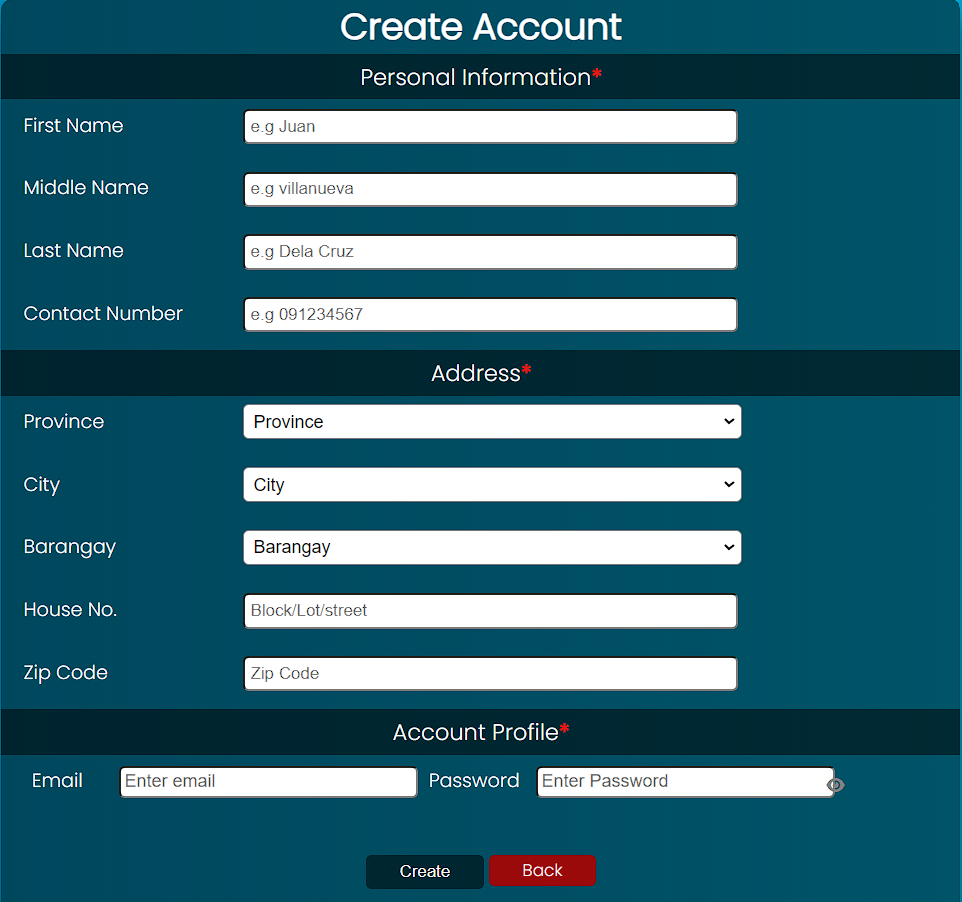 Create Account
Personal Information*
First Name e.g Juan
Middle Name e.g villanueva
Last Name e.g Dela Cruz
Contact Number e.g 091234567
Address*
Province Province
City City
Barangay Barangay
House No. Block/Lot/street
Zip Code Zip Code
Account Profile*
Email Enter email Password Enter Password
Create Back